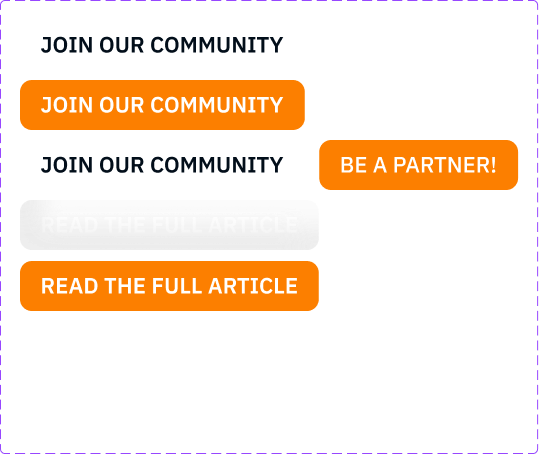 JOIN OUR COMMUNITY
JOIN OUR COMMUNITY
JOIN OUR COMMUNITY BE A PARTNER!
READ THE FULL ARTICLE
READ THE FULL ARTICLE